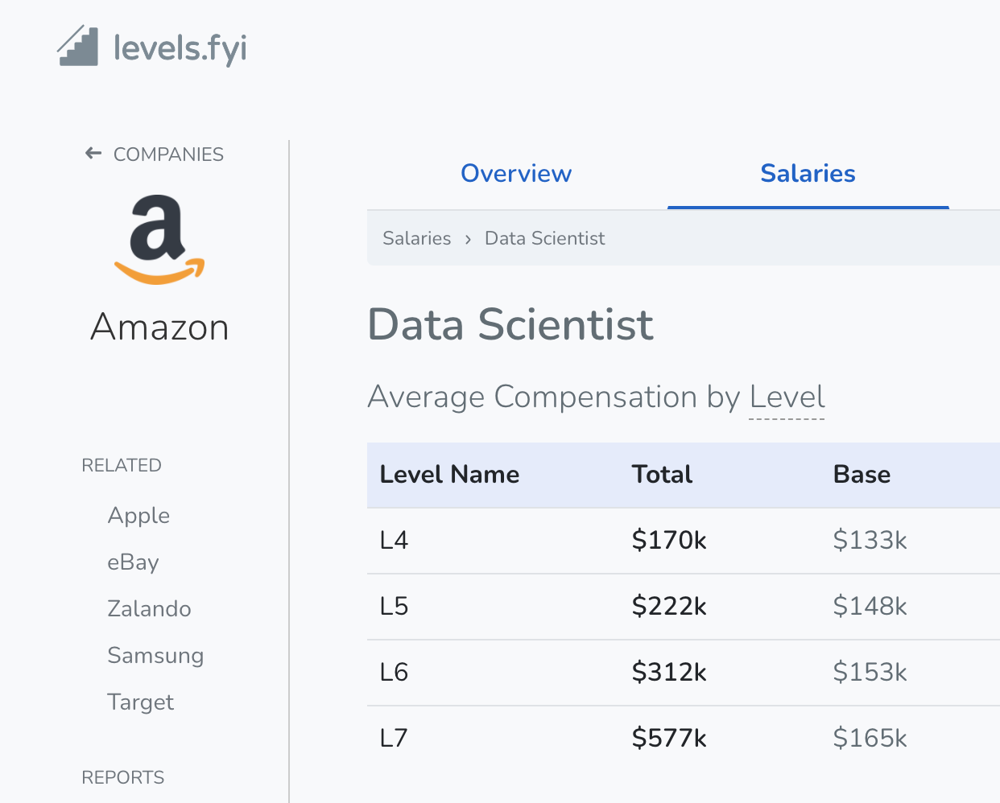 levels.fyi
← COMPANIES
Amazon
RELATED
Apple
eBay
Zalando
Samsung
Target
REPORTS
Overview Salaries
Salaries › Data Scientist
Data Scientist
Average Compensation by Level
Level Name Total Base
L4 $170k $133k
L5 $222k $148k
L6 $312k $153k
L7 $577k $165k